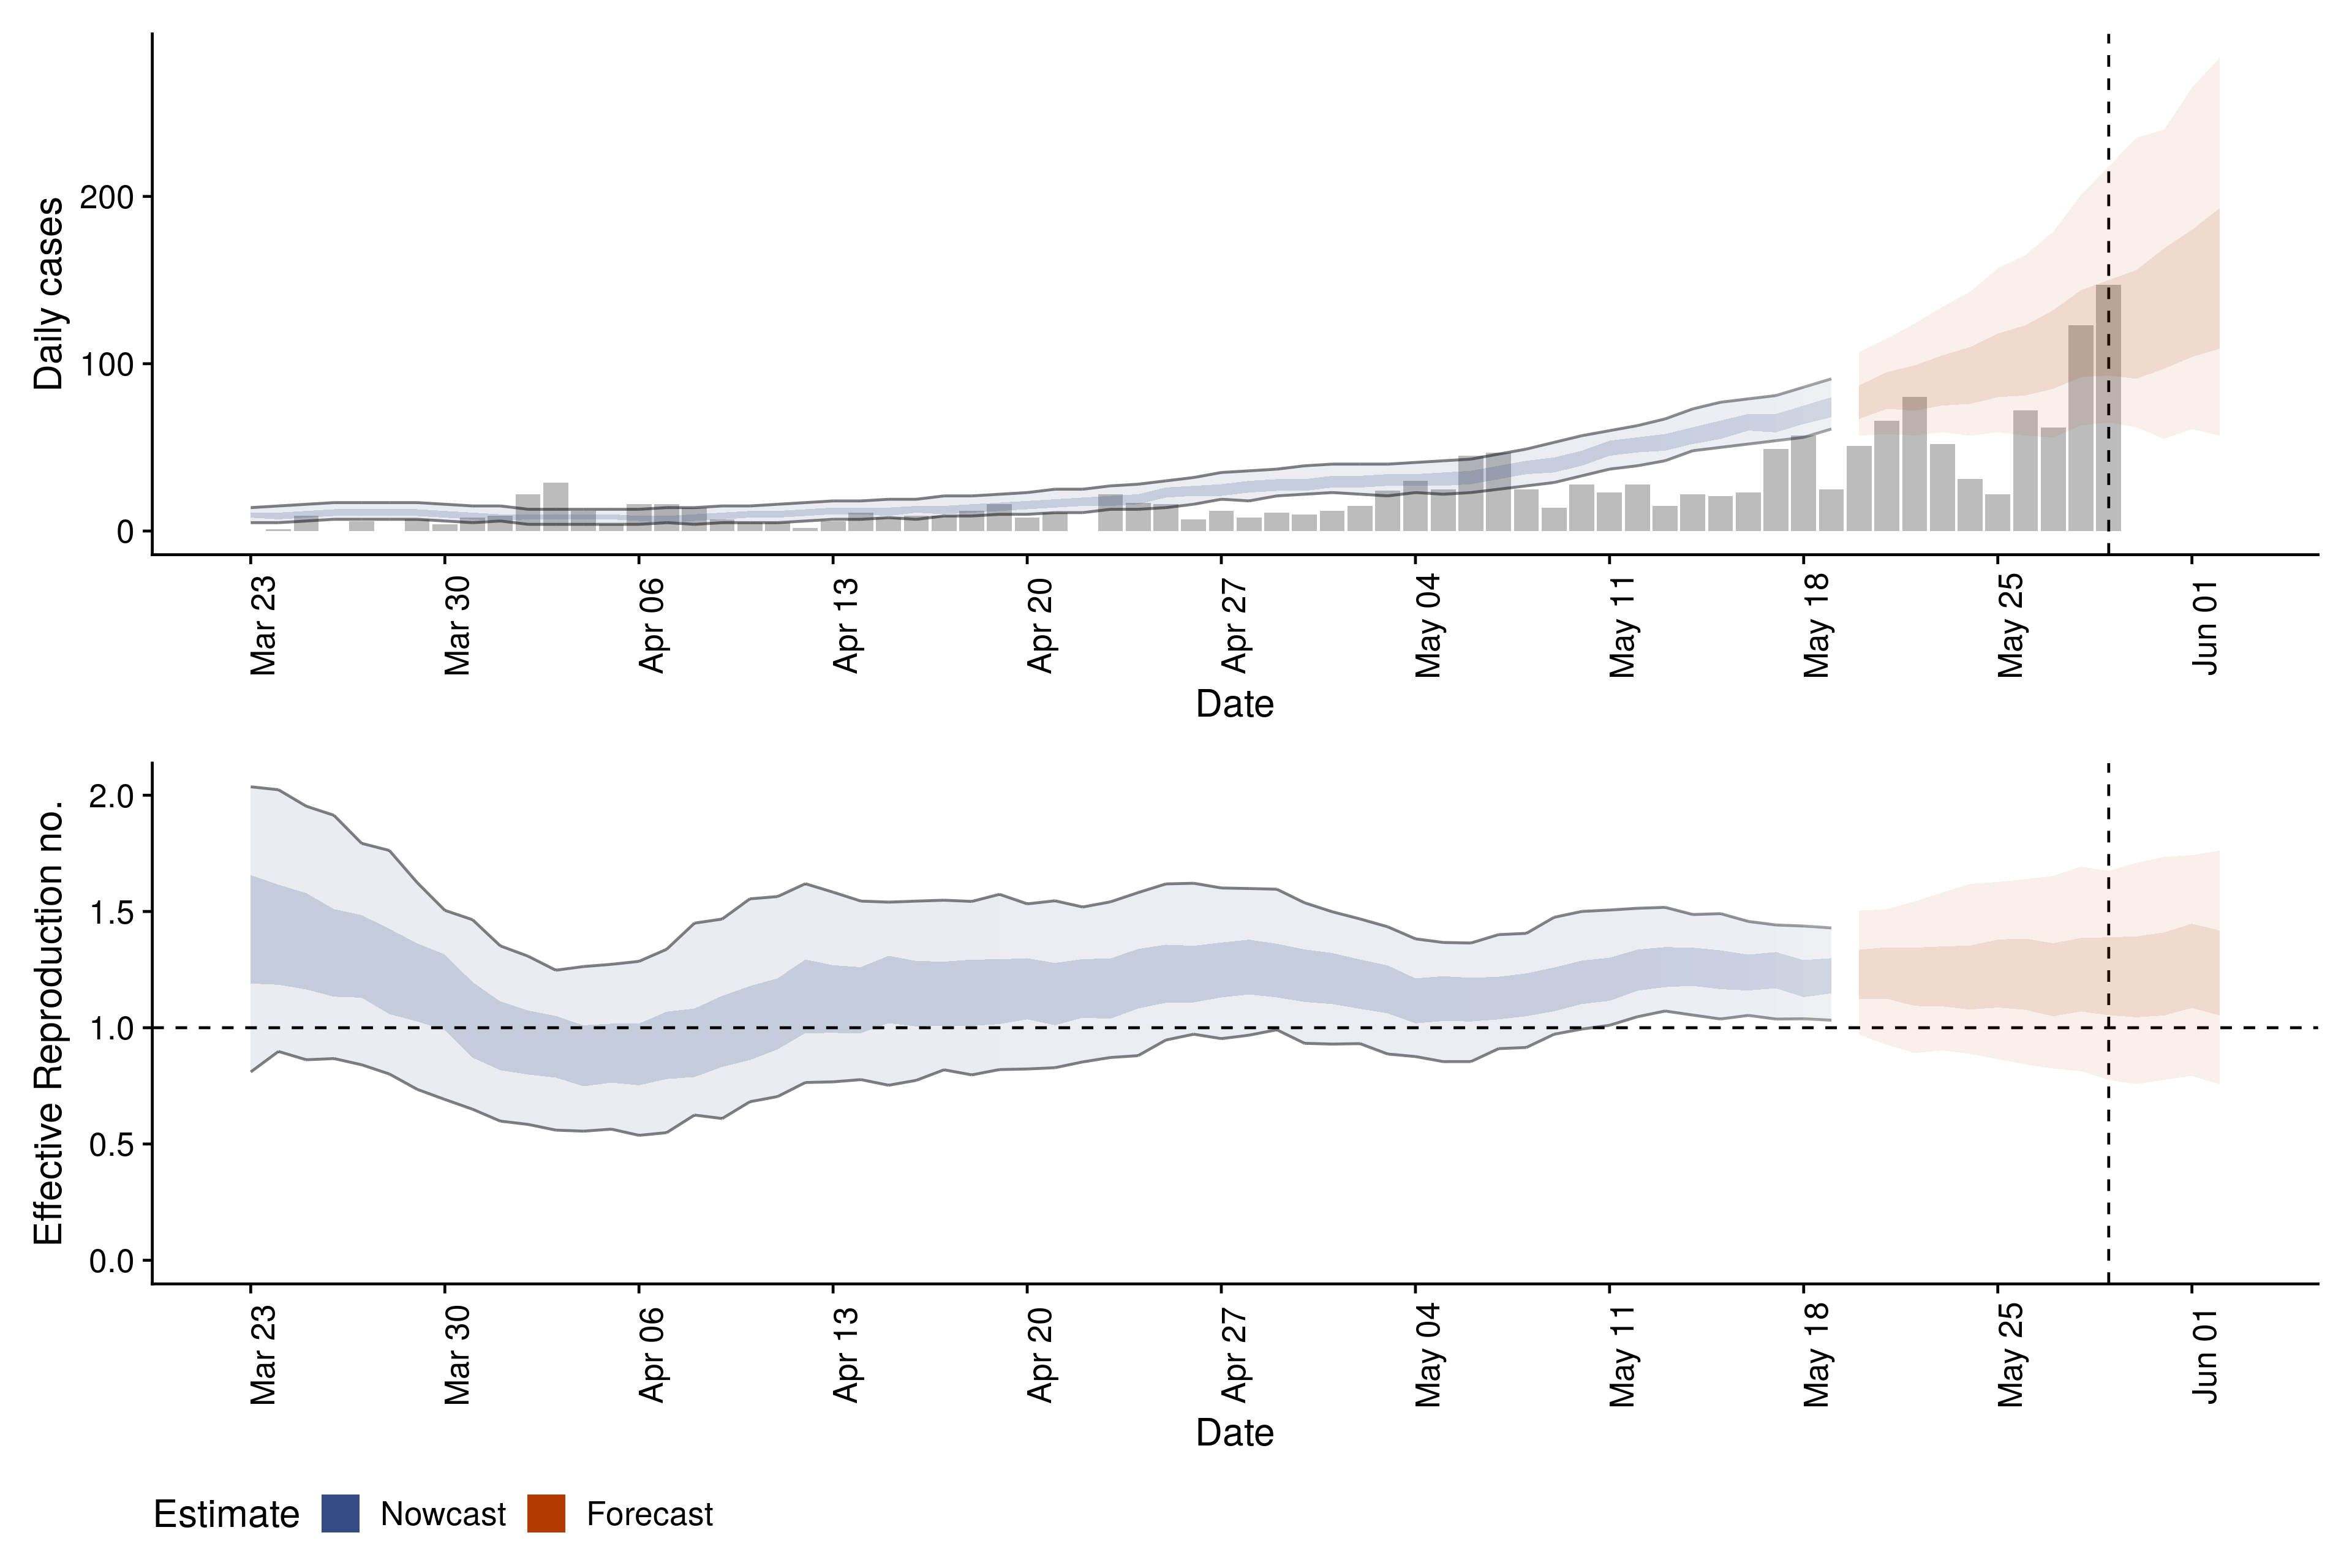 Daily cases
200
100
0
Mar 23
Mar 30
Apr 06
Apr 13
Apr 20
Apr 27
May 04
May 11
May 18
May 25
Jun 01
Date
Effective Reproduction no.
2.0
1.5
1.0
0.5
0.0
Mar 23
Mar 30
Apr 06
Apr 13
Apr 20
Apr 27
May 04
May 11
May 18
May 25
Jun 01
Date
Estimate Nowcast Forecast